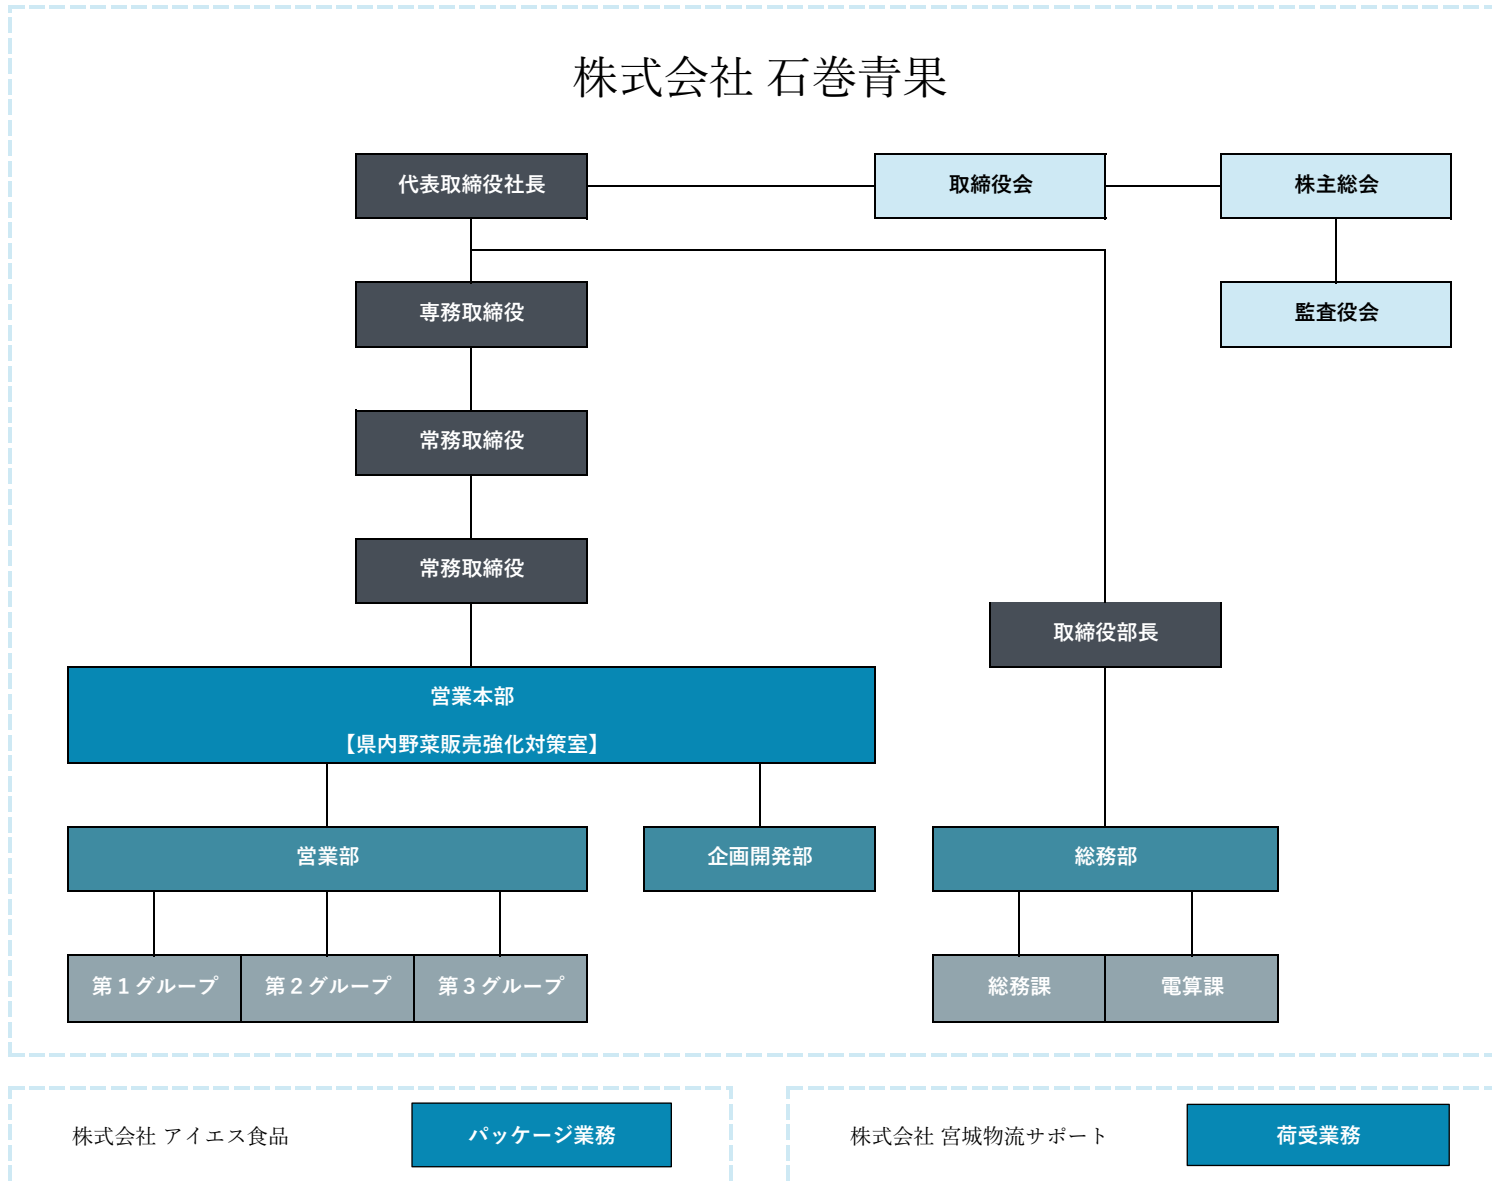 株式会社 石巻青果
代表取締役社長
取締役会
株主総会
専務取締役
監査役会
常務取締役
常務取締役
取締役部長
営業本部
【県内野菜販売強化対策室】
営業部
企画開発部
総務部
第１グループ
第２グループ
第３グループ
総務課
電算課
株式会社 アイエス食品
パッケージ業務
株式会社 宮城物流サポート
荷受業務